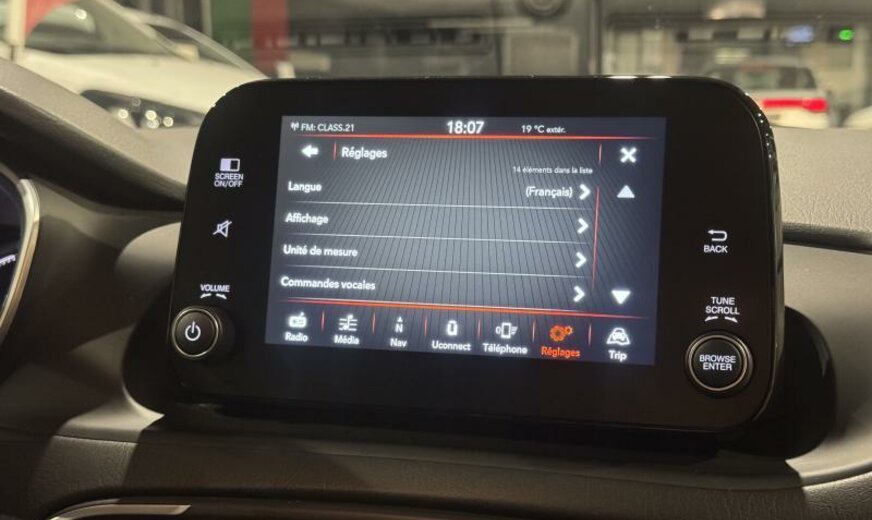 FM: CLASS.21 18:07 19 °C extér.
Réglages
14 éléments dans la liste
Langue (Français)
Affichage
Unité de mesure
Commandes vocales
Radio Média N Nav Uconnect Téléphone Réglages Trip
SCREEN
ON/OFF
VOLUME
BACK
TUNE
SCROLL
BROWSE
ENTER